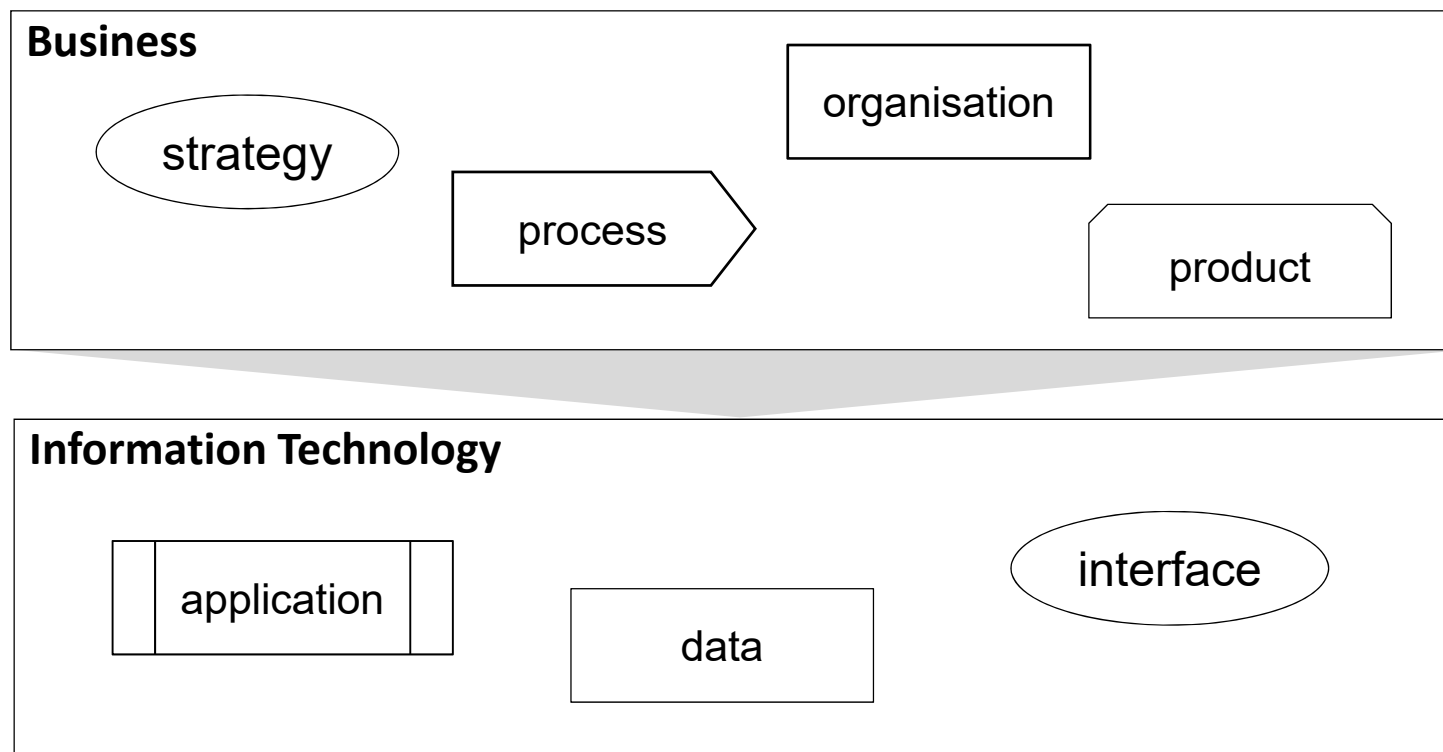 Business
organisation
strategy
process
product
Information Technology
interface
application
data